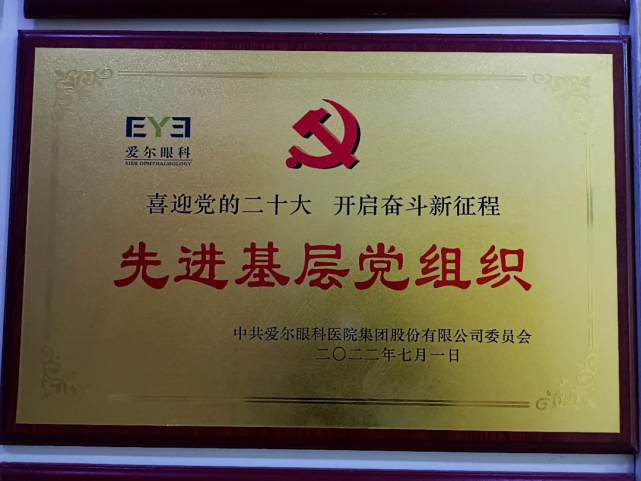 EYE
爱尔眼科
AIER OPHTHALMOLOGY
喜迎党的二十大 开启奋斗新征程
先进基层党组织
中共爱尔眼科医院集团股份有限公司委员会
二〇二二年七月一日